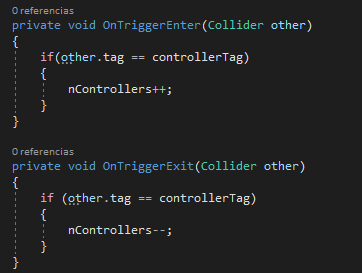 0 referencias
private void OnTriggerEnter(Collider other)
{
if(other.tag == controllerTag)
{
nControllers++;
}
}
0 referencias
private void OnTriggerExit(Collider other)
{
if (other.tag == controllerTag)
{
nControllers--;
}
}